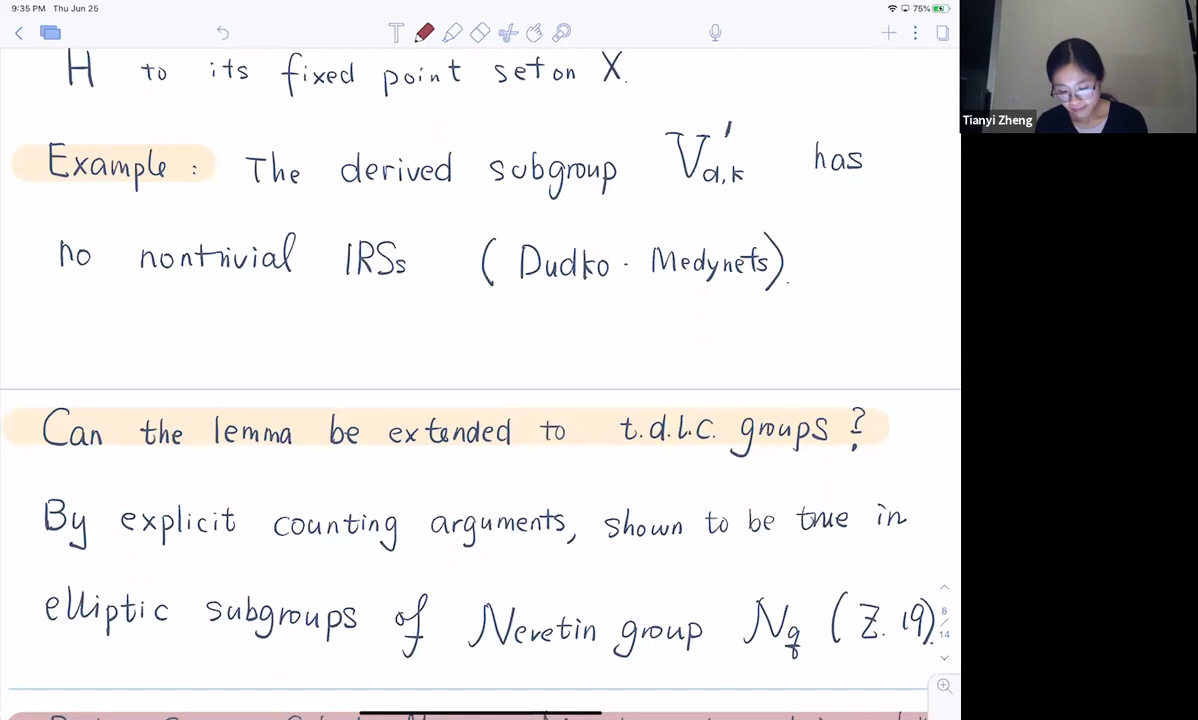 9:35 PM Thu Jun 25
75%
H to its fixed point set on X.
Tianyi Zheng
Example: The derived subgroup V'd,k has
no nontrivial IRSs (Dudko - Medynets).
Can the lemma be extended to t.d.l.c. groups?
By explicit counting arguments, shown to be true in
elliptic subgroups of Neretin group Nq (Z. 19).
8
/
14